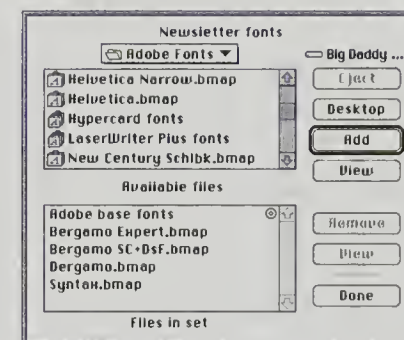 Newsletter fonts
Adobe Fonts
Big Daddy ...
Helvetica Narrow.bmap
Helvetica.bmap
Hypercard fonts
LaserWriter Plus fonts
New Century Schlbk.bmap
Available files
Eject
Desktop
Add
View
Adobe base fonts
Bergamo Expert.bmap
Bergamo SC+OsF.bmap
Bergamo.bmap
Syntax.bmap
Files in set
Remove
View
Done